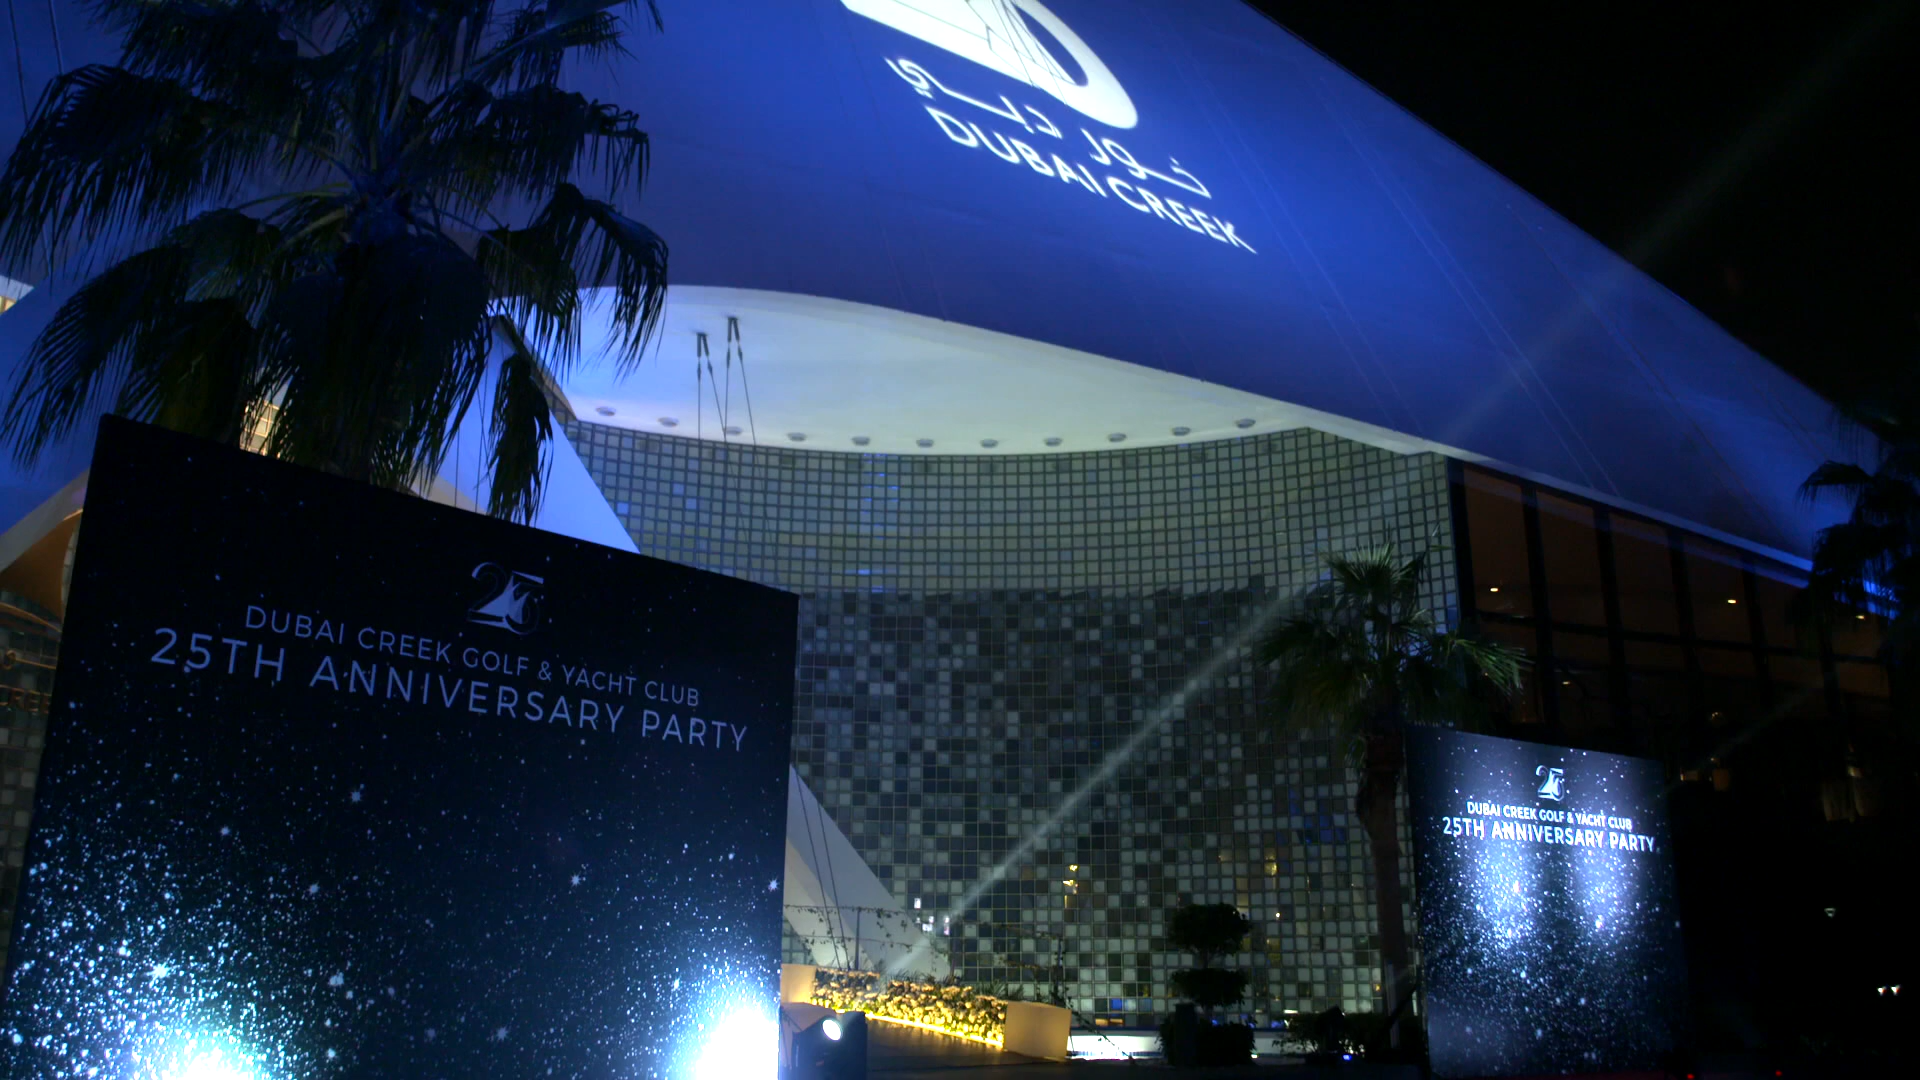 خور دبي
DUBAI CREEK
25
DUBAI CREEK GOLF & YACHT CLUB
25TH ANNIVERSARY PARTY
25
DUBAI CREEK GOLF & YACHT CLUB
25TH ANNIVERSARY PARTY